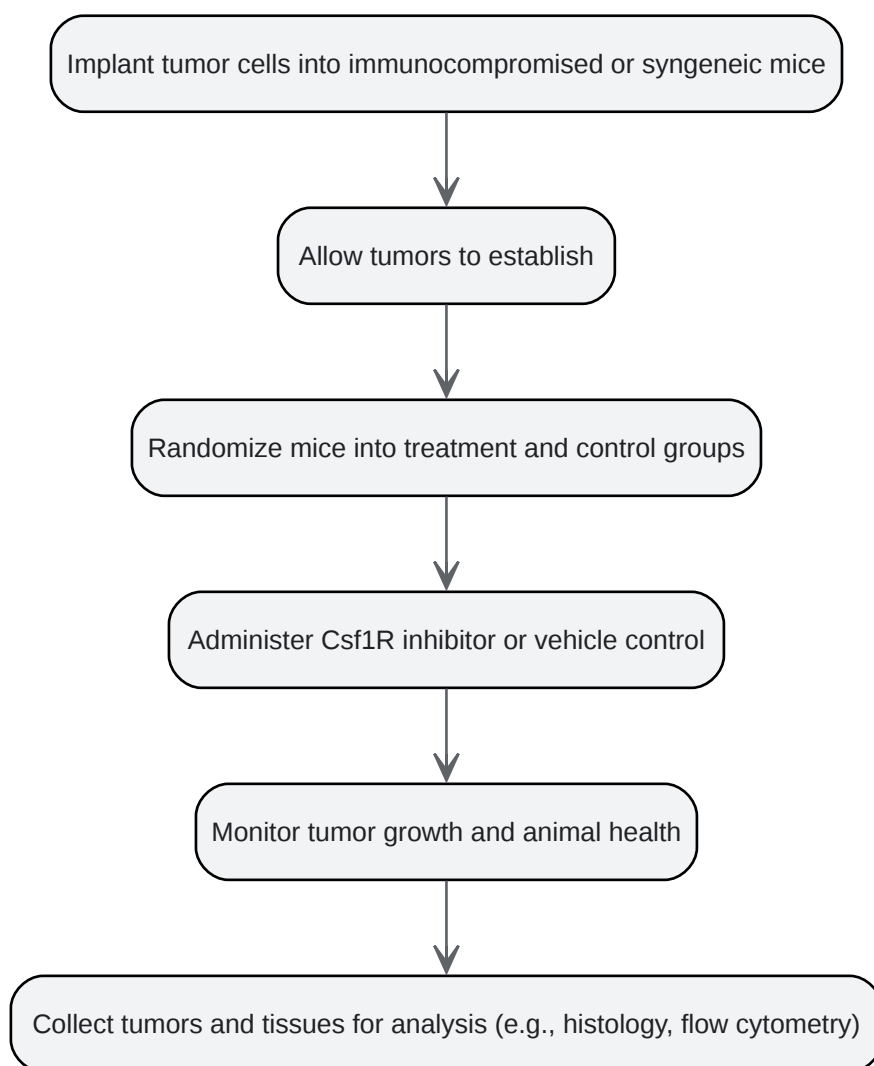 Implant tumor cells into immunocompromised or syngeneic mice
Allow tumors to establish
Randomize mice into treatment and control groups
Administer Csf1R inhibitor or vehicle control
Monitor tumor growth and animal health
Collect tumors and tissues for analysis (e.g., histology, flow cytometry)